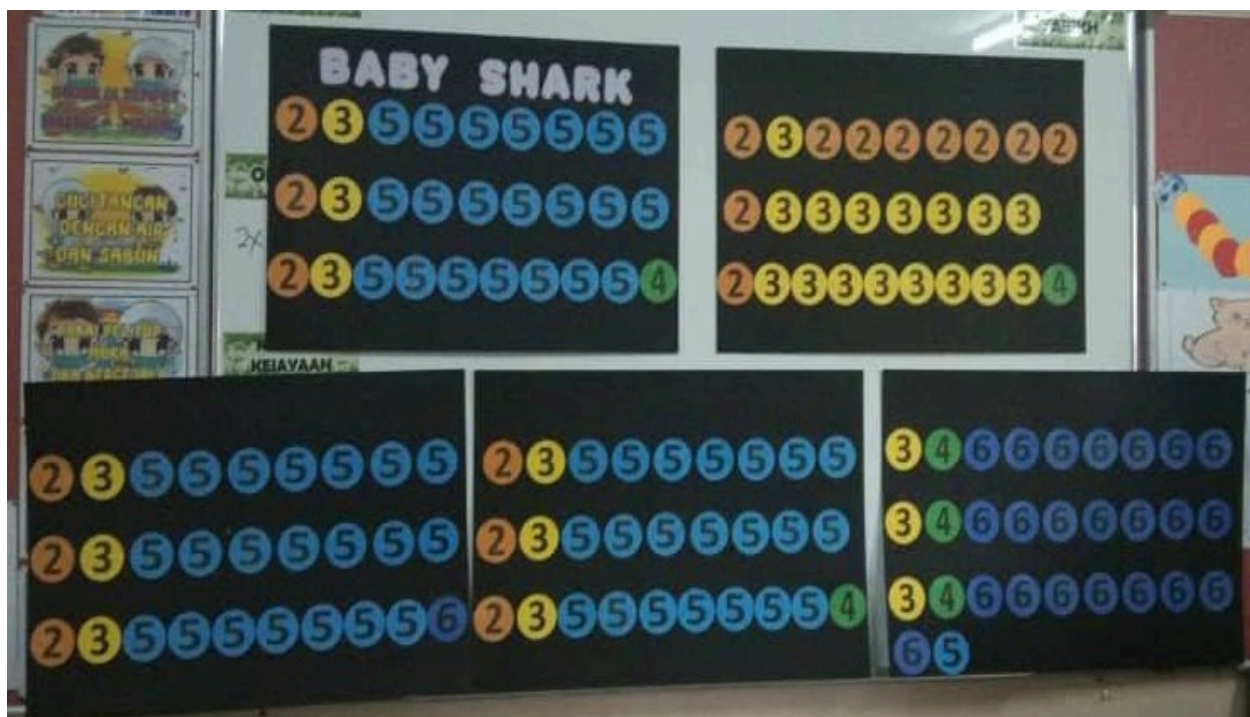 BABY SHARK
2 3 5 5 5 5 5 5 5
2 3 5 5 5 5 5 5 5
2 3 5 5 5 5 5 5 5 4
2 3 2 2 2 2 2 2 2
2 3 3 3 3 3 3 3
2 3 3 3 3 3 3 3 3 4
2 3 5 5 5 5 5 5 5
2 3 5 5 5 5 5 5 5
2 3 5 5 5 5 5 5 5 6
2 3 5 5 5 5 5 5 5
2 3 5 5 5 5 5 5 5
2 3 5 5 5 5 5 5 5 4
3 4 6 6 6 6 6 6 6
3 4 6 6 6 6 6 6 6
3 4 6 6 6 6 6 6 6
6 5
CUCI TANGAN
DENGAN AIR
DAN SABUN
KEJAYAAN